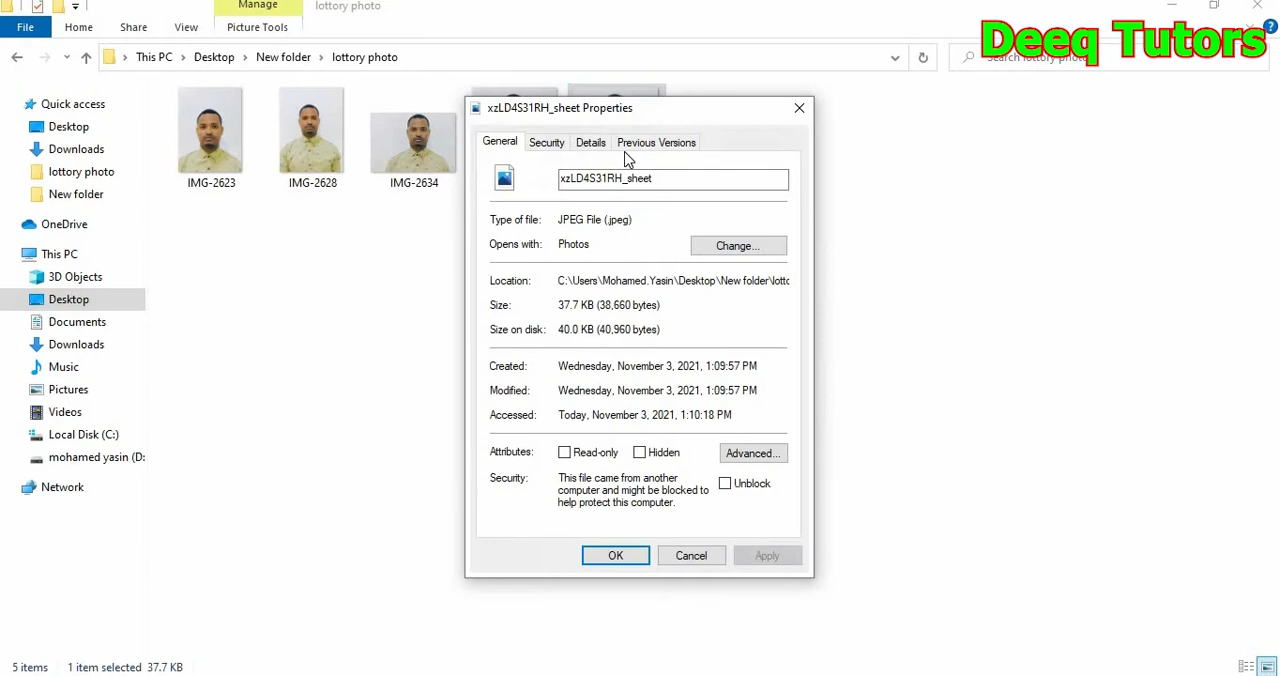 Manage
lottory photo
File
Home
Share
View
Picture Tools
Deeq Tutors
This PC
Desktop
New folder
lottory photo
Search lottory photo
Quick access
Desktop
Downloads
lottory photo
New folder
OneDrive
This PC
3D Objects
Desktop
Documents
Downloads
Music
Pictures
Videos
Local Disk (C:)
mohamed yasin (D:
Network
IMG-2623
IMG-2628
IMG-2634
xzLD4S31RH_sheet Properties
General
Security
Details
Previous Versions
xzLD4S31RH_sheet
Type of file: JPEG File (.jpeg)
Opens with: Photos
Change...
Location: C:\Users\Mohamed.Yasin\Desktop\New folder\lotto
Size: 37.7 KB (38,660 bytes)
Size on disk: 40.0 KB (40,960 bytes)
Created: Wednesday, November 3, 2021, 1:09:57 PM
Modified: Wednesday, November 3, 2021, 1:09:57 PM
Accessed: Today, November 3, 2021, 1:10:18 PM
Attributes: Read-only Hidden
Advanced...
Security: This file came from another
computer and might be blocked to
help protect this computer.
Unblock
OK
Cancel
Apply
5 items
1 item selected 37.7 KB